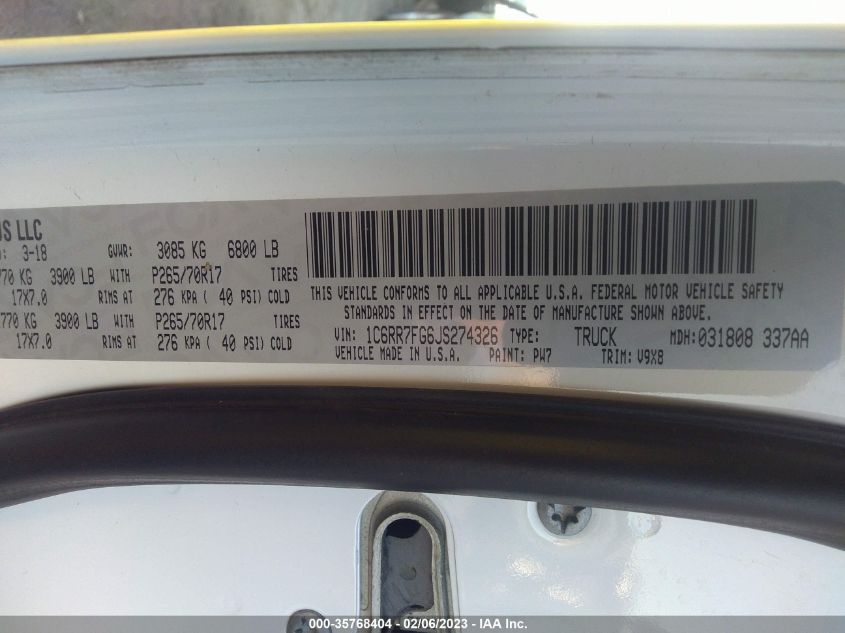 US LLC
3-18 GVWR: 3085 KG 6800 LB
770 KG 3900 LB WITH P265/70R17 TIRES
17X7.0 RIMS AT 276 KPA ( 40 PSI) COLD
1770 KG 3900 LB WITH P265/70R17 TIRES
17X7.0 RIMS AT 276 KPA ( 40 PSI) COLD
THIS VEHICLE CONFORMS TO ALL APPLICABLE U.S.A. FEDERAL MOTOR VEHICLE SAFETY
STANDARDS IN EFFECT ON THE DATE OF MANUFACTURE SHOWN ABOVE.
VIN: 1C6RR7FG6JS274326 TYPE: TRUCK MDH:031808 337AA
VEHICLE MADE IN U.S.A. PAINT: PW7 TRIM: V9X8
000-35768404 - 02/06/2023 - IAA Inc.